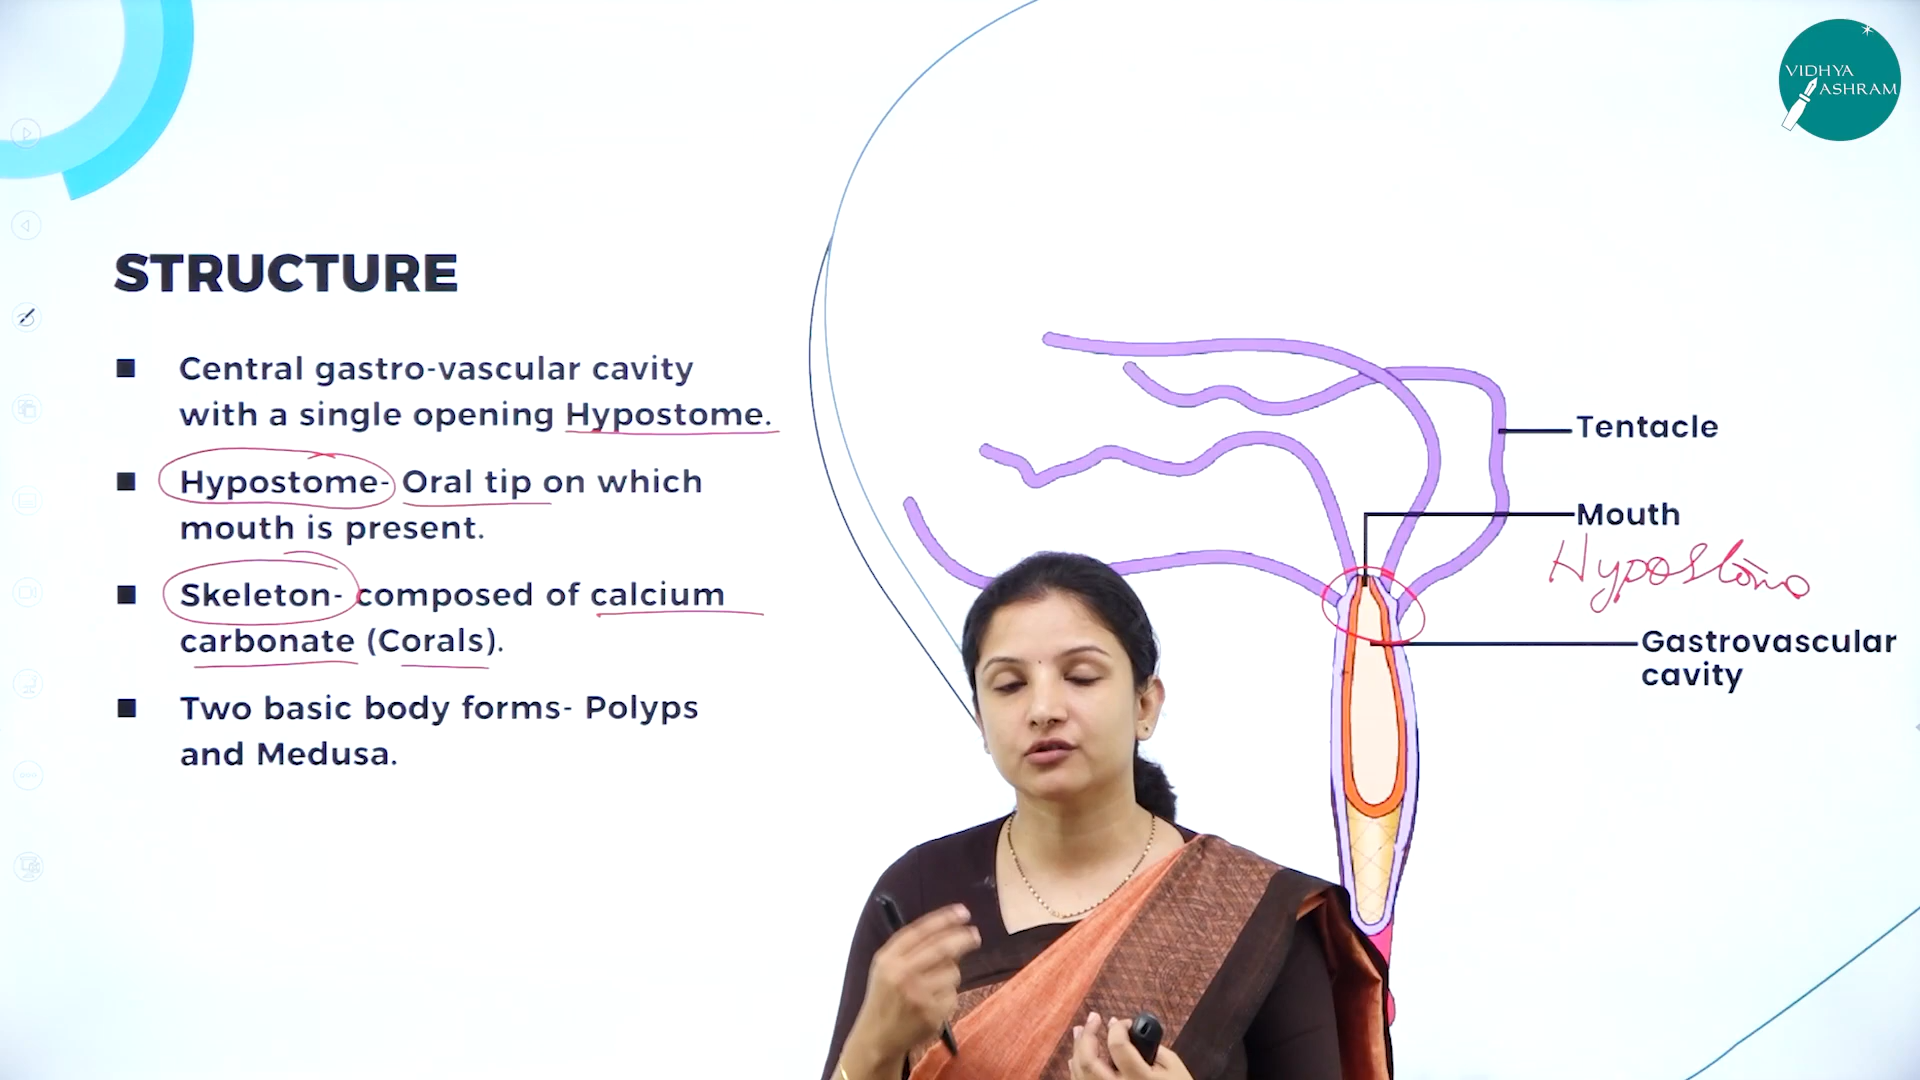 VIDHYA
ASHRAM
STRUCTURE
Central gastro-vascular cavity
with a single opening Hypostome.
Hypostome- Oral tip on which
mouth is present.
Skeleton- composed of calcium
carbonate (Corals).
Two basic body forms- Polyps
and Medusa.
Tentacle
Mouth
Hypostome
Gastrovascular
cavity